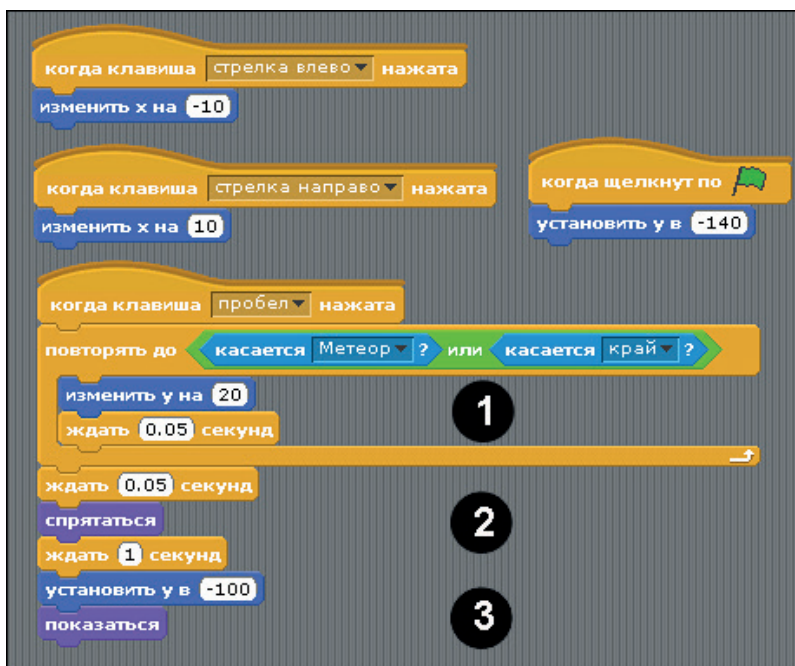 когда клавиша стрелка влево нажата
изменить х на -10
когда клавиша стрелка направо нажата
изменить х на 10
когда щелкнут по
установить у в -140
когда клавиша пробел нажата
повторять до касается Метеор ? или касается край ?
изменить у на 20
ждать 0.05 секунд
1
ждать 0.05 секунд
спрятаться
2
ждать 1 секунд
установить у в -100
показаться
3